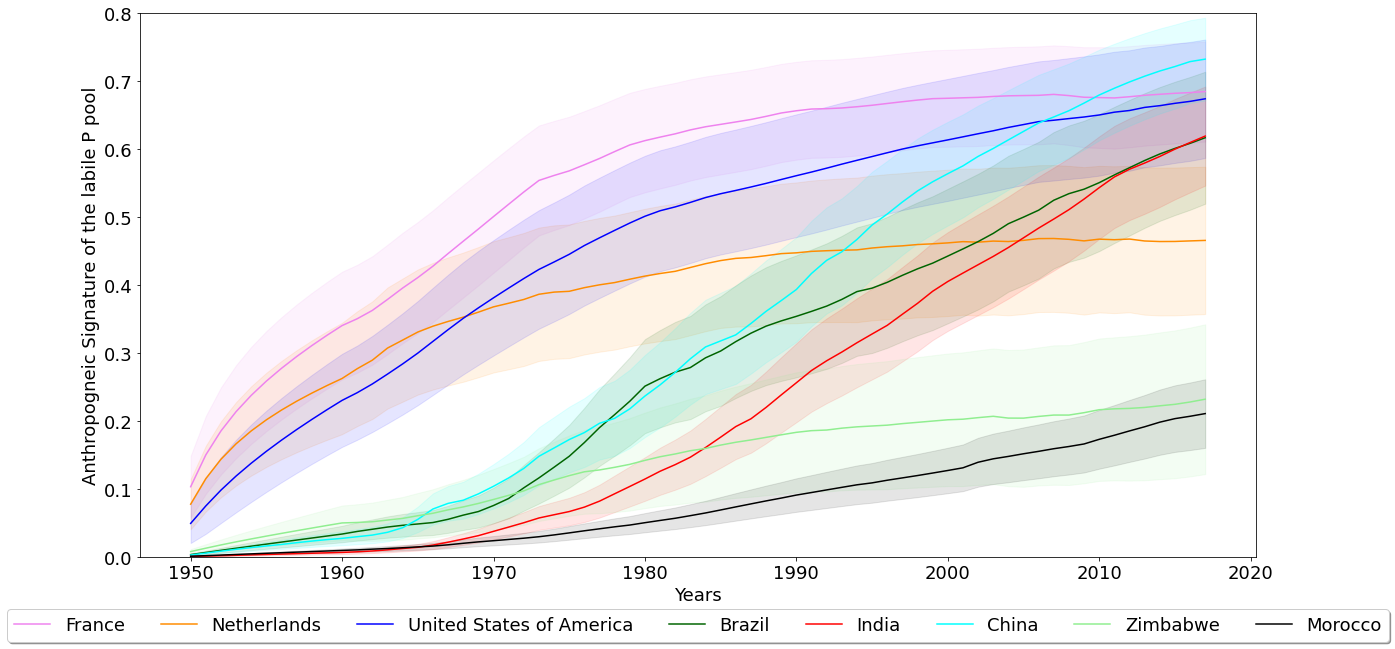 Anthropogneic Signature of the labile P pool
0.8
0.7
0.6
0.5
0.4
0.3
0.2
0.1
0.0
1950 1960 1970 1980 1990 2000 2010 2020
Years
France Netherlands United States of America Brazil India China Zimbabwe Morocco